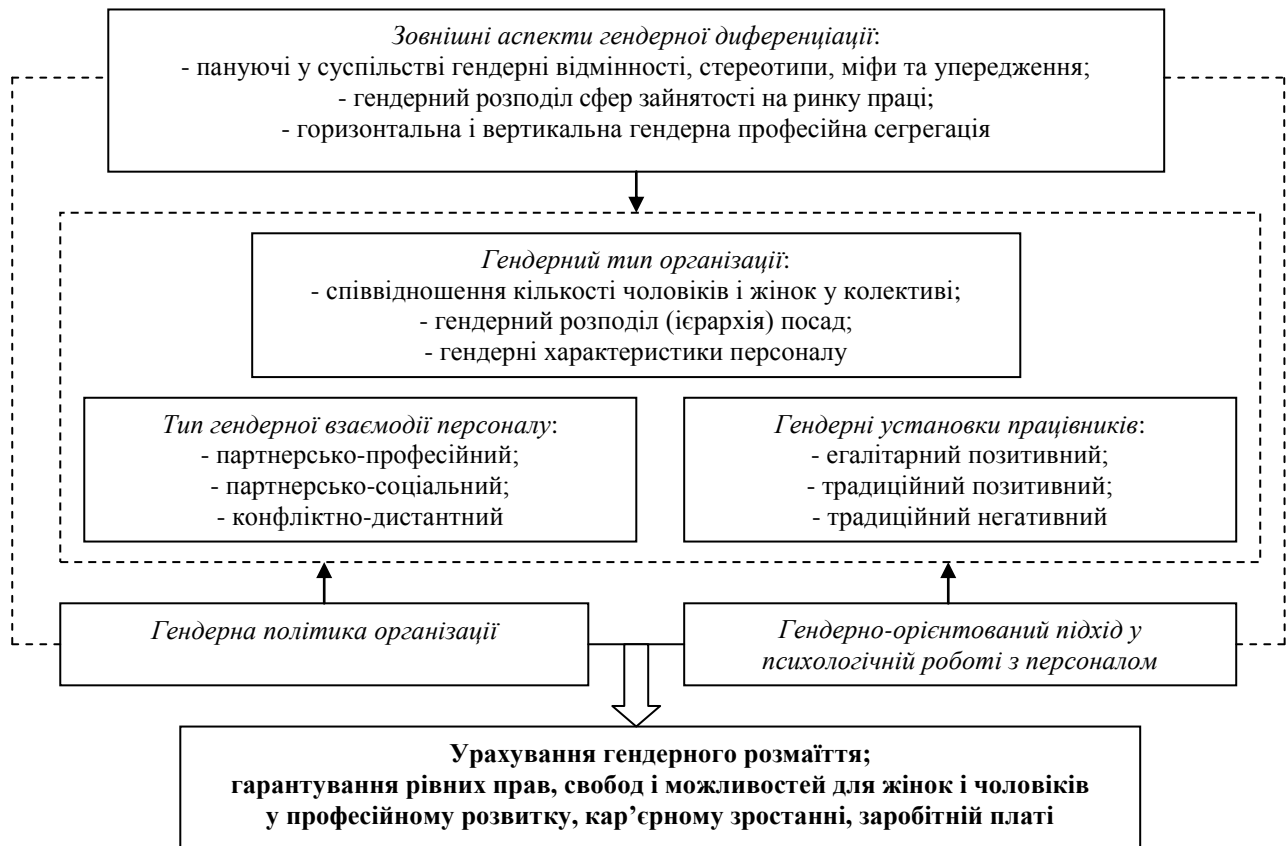 Зовнішні аспекти гендерної диференціації:
- пануючі у суспільстві гендерні відмінності, стереотипи, міфи та упередження;
- гендерний розподіл сфер зайнятості на ринку праці;
- горизонтальна і вертикальна гендерна професійна сегрегація
Гендерний тип організації:
- співвідношення кількості чоловіків і жінок у колективі;
- гендерний розподіл (ієрархія) посад;
- гендерні характеристики персоналу
Тип гендерної взаємодії персоналу:
- партнерсько-професійний;
- партнерсько-соціальний;
- конфліктно-дистантний
Гендерні установки працівників:
- егалітарний позитивний;
- традиційний позитивний;
- традиційний негативний
Гендерна політика організації
Гендерно-орієнтований підхід у
психологічній роботі з персоналом
Урахування гендерного розмаїття;
гарантування рівних прав, свобод і можливостей для жінок і чоловіків
у професійному розвитку, кар’єрному зростанні, заробітній платі